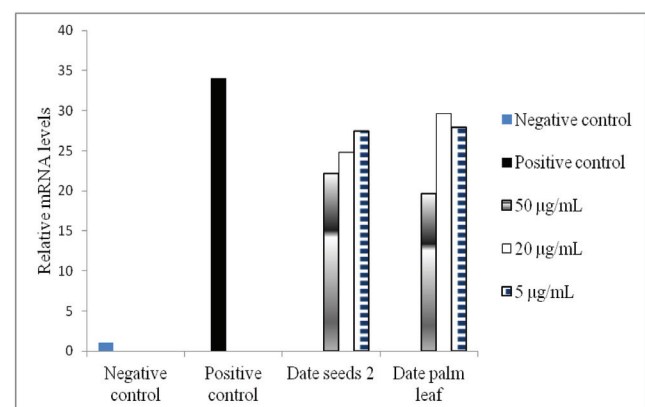 40
35
30
25
20
15
10
5
0
Relative mRNA levels
Negative control
Positive control
Date seeds 2
Date palm leaf
Negative control
Positive control
50 µg/mL
20 µg/mL
5 µg/mL